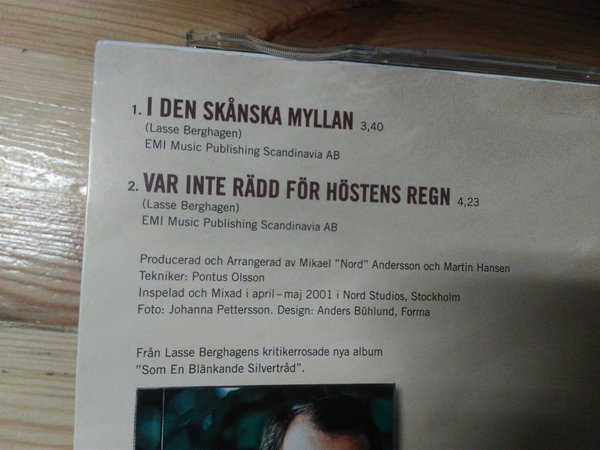 1. I DEN SKÅNSKA MYLLAN 3,40
(Lasse Berghagen)
EMI Music Publishing Scandinavia AB
2. VAR INTE RÄDD FÖR HÖSTENS REGN 4,23
(Lasse Berghagen)
EMI Music Publishing Scandinavia AB
Producerad och Arrangerad av Mikael "Nord" Andersson och Martin Hansen
Tekniker: Pontus Olsson
Inspelad och Mixad i april – maj 2001 i Nord Studios, Stockholm
Foto: Johanna Pettersson. Design: Anders Bühlund, Forma
Från Lasse Berghagens kritikerrosade nya album
"Som En Blänkande Silvertråd".